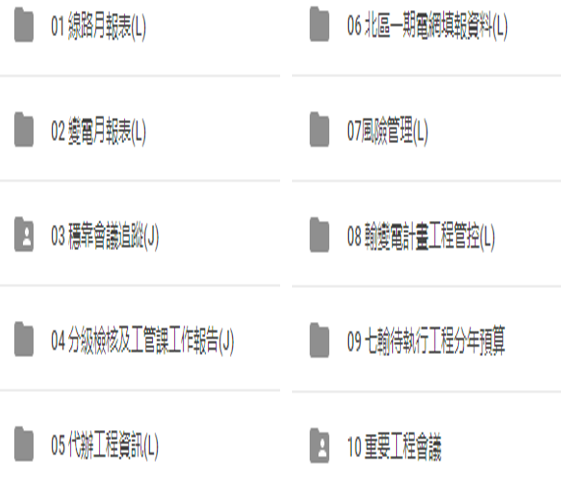 01 線路月報表(L)
02 變電月報表(L)
03 穩靠會議追蹤(J)
04 分級檢核及工管課工作報告(J)
05 代辦工程資訊(L)
06 北區一期電網填報資料(L)
07風險管理(L)
08 輸變電計畫工程管控(L)
09 七輸待執行工程分年預算
10 重要工程會議